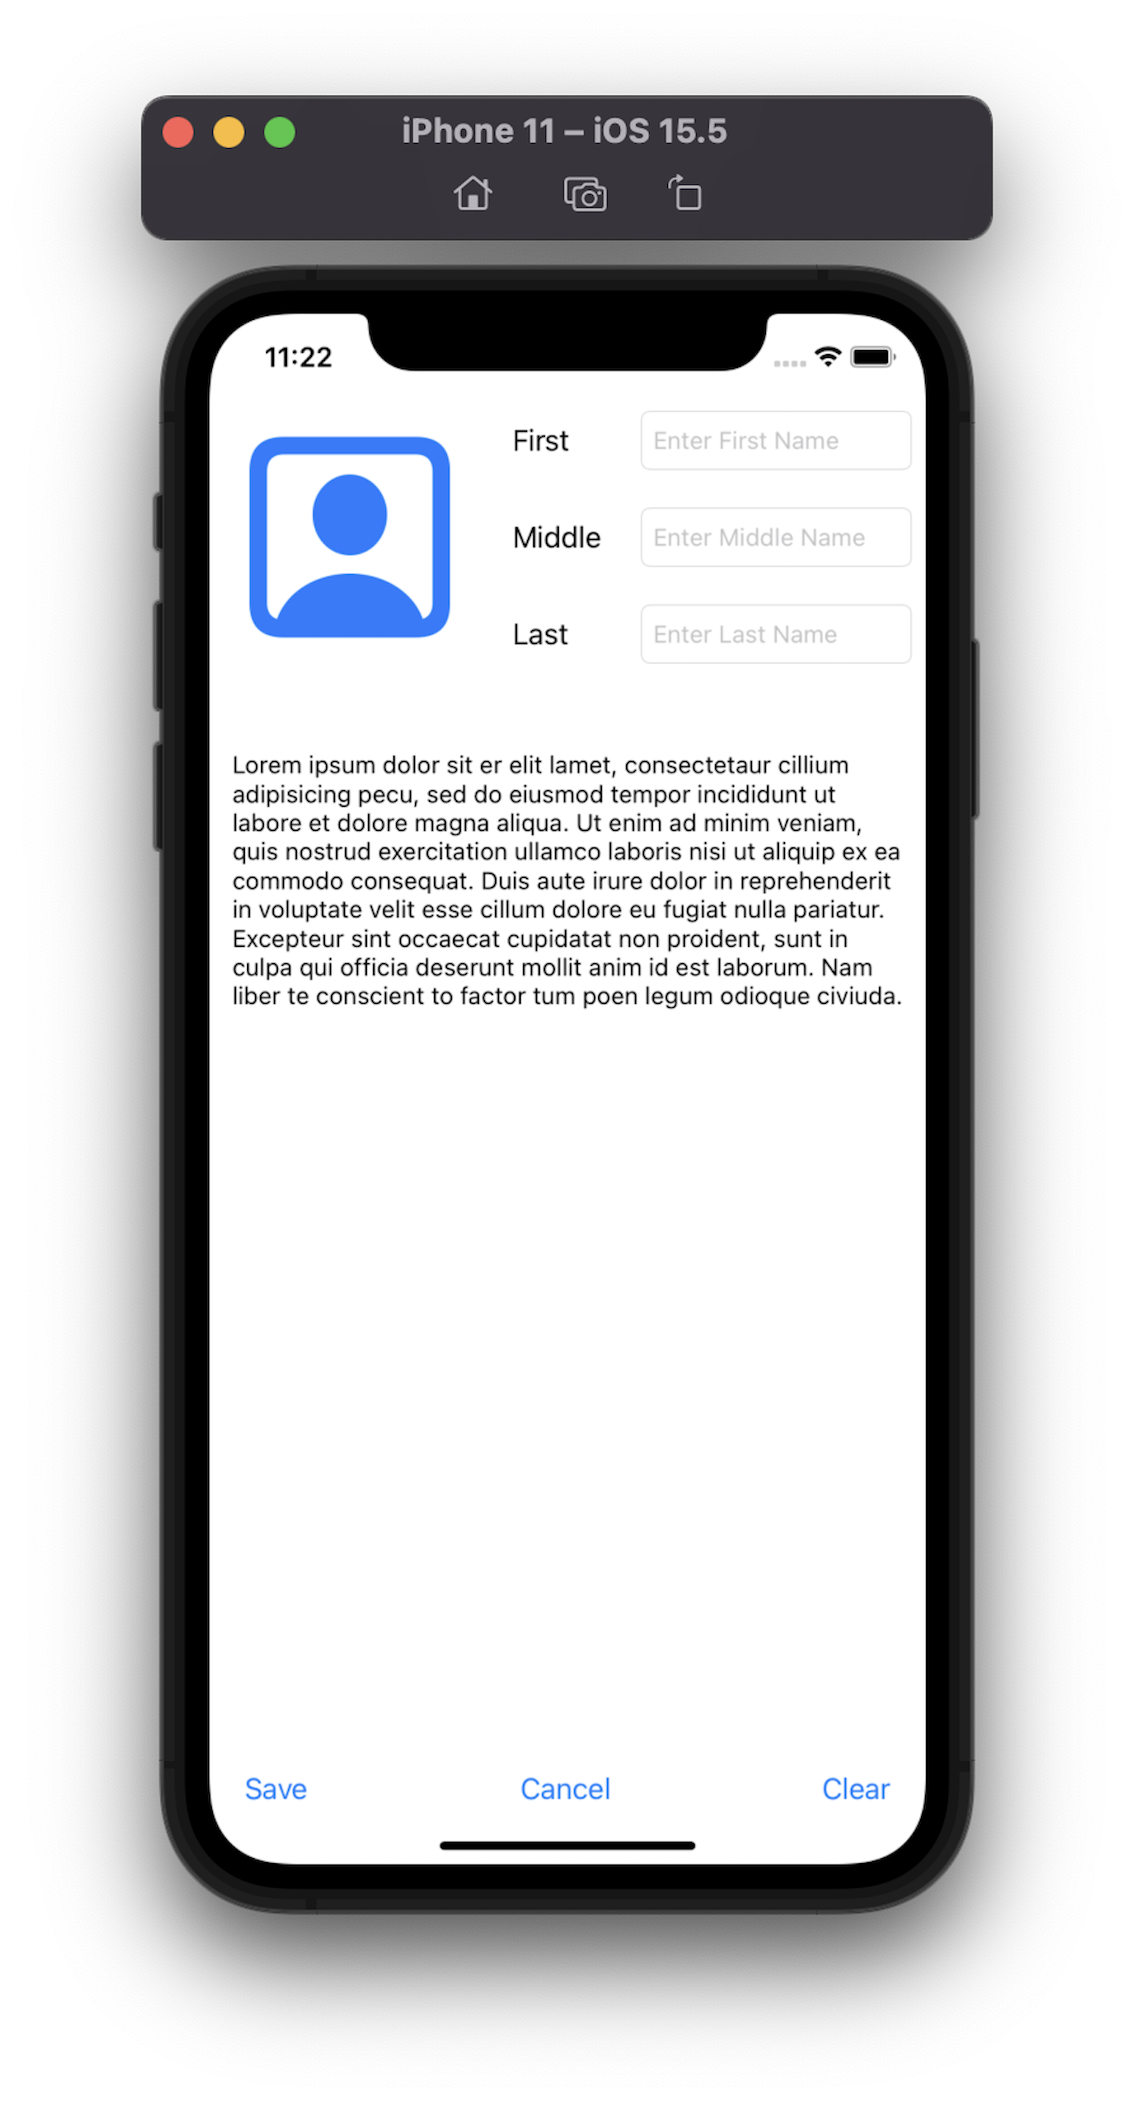 iPhone 11 – iOS 15.5
11:22
First Enter First Name
Middle Enter Middle Name
Last Enter Last Name
Lorem ipsum dolor sit er elit lamet, consectetaur cillium
adipisicing pecu, sed do eiusmod tempor incididunt ut
labore et dolore magna aliqua. Ut enim ad minim veniam,
quis nostrud exercitation ullamco laboris nisi ut aliquip ex ea
commodo consequat. Duis aute irure dolor in reprehenderit
in voluptate velit esse cillum dolore eu fugiat nulla pariatur.
Excepteur sint occaecat cupidatat non proident, sunt in
culpa qui officia deserunt mollit anim id est laborum. Nam
liber te conscient to factor tum poen legum odioque civiuda.
Save Cancel Clear